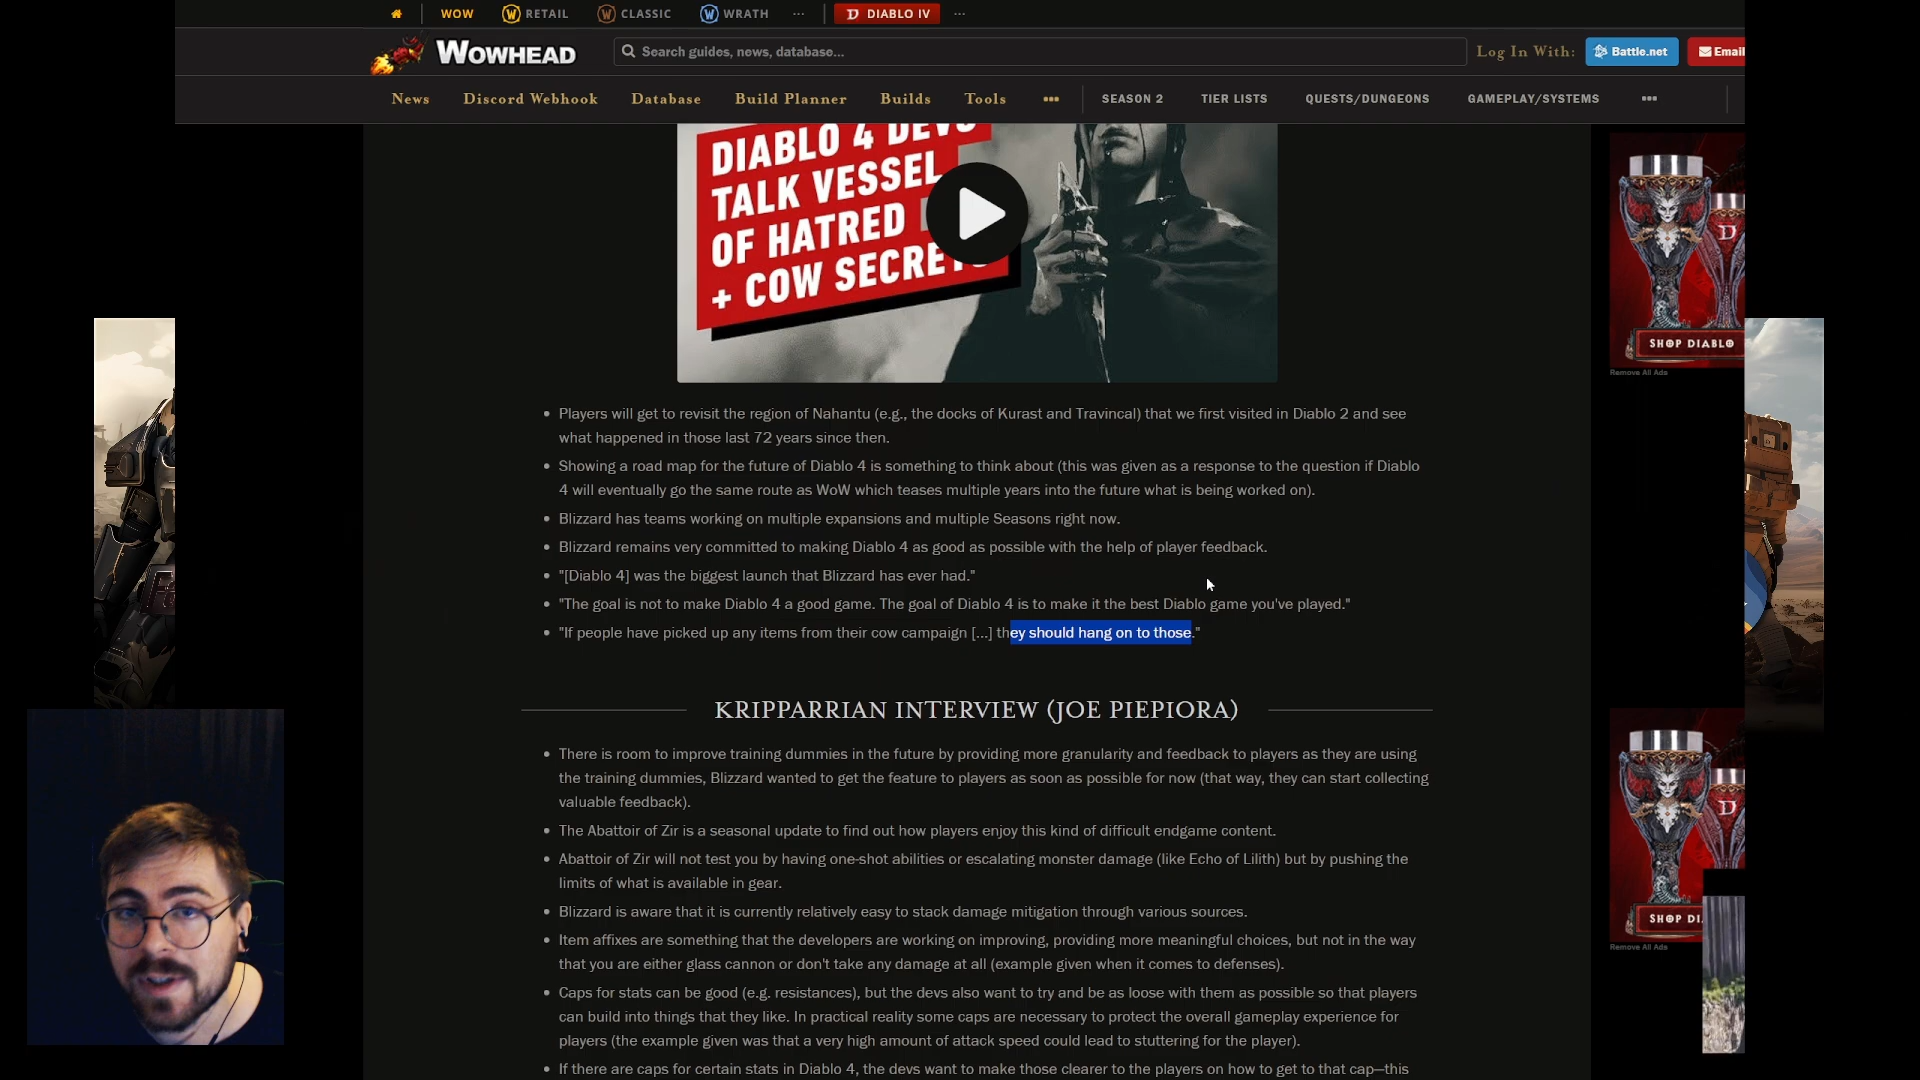 WOW
RETAIL
CLASSIC
WRATH
DIABLO IV
WOWHEAD
Search guides, news, database...
Log In With:
Battle.net
Email
News
Discord Webhook
Database
Build Planner
Builds
Tools
SEASON 2
TIER LISTS
QUESTS/DUNGEONS
GAMEPLAY/SYSTEMS
DIABLO 4 DEVS
TALK VESSEL
OF HATRED
+ COW SECRETS
SHOP DIABLO
Remove All Ads
• Players will get to revisit the region of Nahantu (e.g., the docks of Kurast and Travincal) that we first visited in Diablo 2 and see
what happened in those last 72 years since then.
• Showing a road map for the future of Diablo 4 is something to think about (this was given as a response to the question if Diablo
4 will eventually go the same route as WoW which teases multiple years into the future what is being worked on).
• Blizzard has teams working on multiple expansions and multiple Seasons right now.
• Blizzard remains very committed to making Diablo 4 as good as possible with the help of player feedback.
• "[Diablo 4] was the biggest launch that Blizzard has ever had."
• "The goal is not to make Diablo 4 a good game. The goal of Diablo 4 is to make it the best Diablo game you've played."
• "If people have picked up any items from their cow campaign [...] they should hang on to those."
KRIPPARRIAN INTERVIEW (JOE PIEPIORA)
• There is room to improve training dummies in the future by providing more granularity and feedback to players as they are using
the training dummies, Blizzard wanted to get the feature to players as soon as possible for now (that way, they can start collecting
valuable feedback).
• The Abattoir of Zir is a seasonal update to find out how players enjoy this kind of difficult endgame content.
• Abattoir of Zir will not test you by having one-shot abilities or escalating monster damage (like Echo of Lilith) but by pushing the
limits of what is available in gear.
• Blizzard is aware that it is currently relatively easy to stack damage mitigation through various sources.
• Item affixes are something that the developers are working on improving, providing more meaningful choices, but not in the way
that you are either glass cannon or don't take any damage at all (example given when it comes to defenses).
• Caps for stats can be good (e.g. resistances), but the devs also want to try and be as loose with them as possible so that players
can build into things that they like. In practical reality some caps are necessary to protect the overall gameplay experience for
players (the example given was that a very high amount of attack speed could lead to stuttering for the player).
• If there are caps for certain stats in Diablo 4, the devs want to make those clearer to the players on how to get to that cap—this
SHOP DI
Remove All Ads